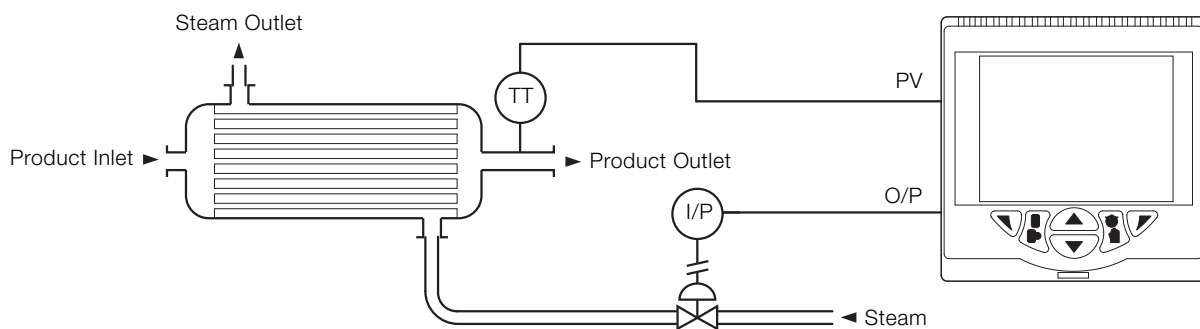 Steam Outlet
TT
PV
Product Inlet
Product Outlet
I/P
O/P
Steam